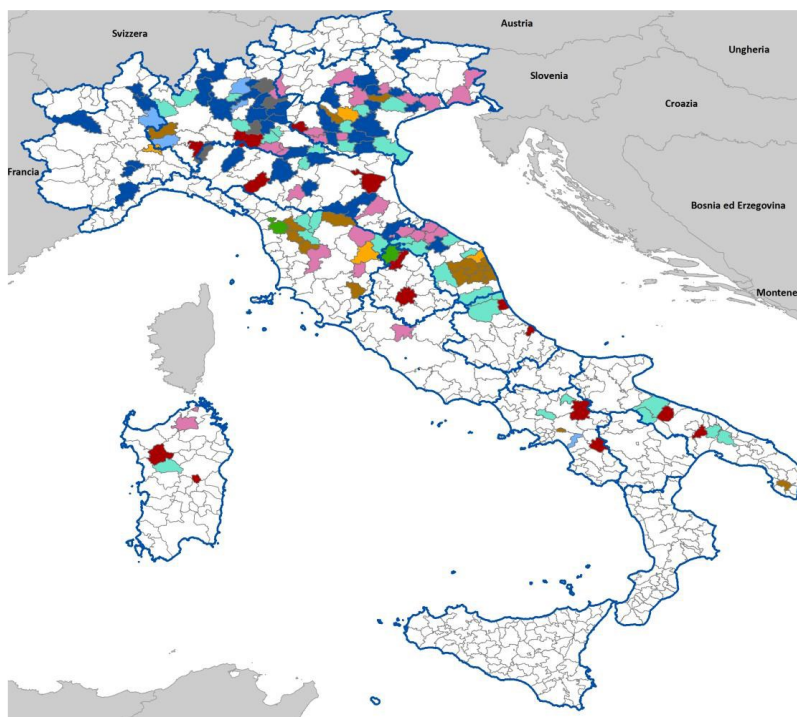 Austria
Svizzera
Ungheria
Slovenia
Croazia
Francia
Bosnia ed Erzegovina
Montene